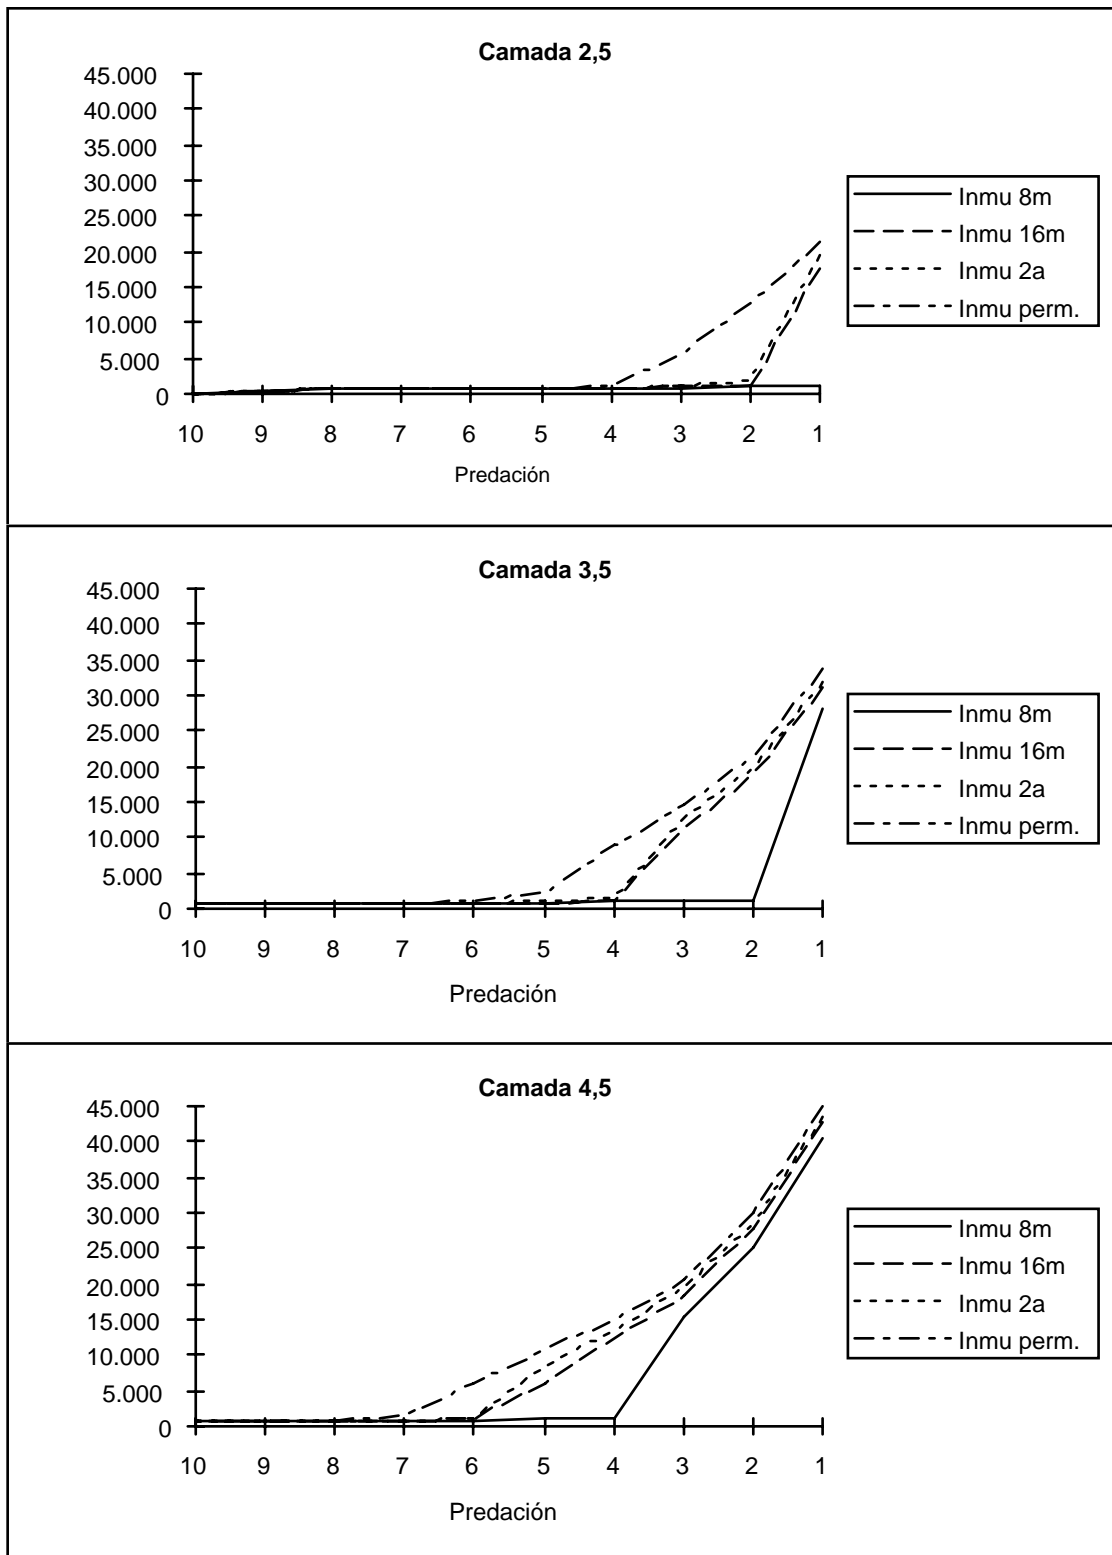 Camada 2,5
45.000
40.000
35.000
30.000
25.000
20.000
15.000
10.000
5.000
0
10 9 8 7 6 5 4 3 2 1
Predación
Inmu 8m
Inmu 16m
Inmu 2a
Inmu perm.
Camada 3,5
45.000
40.000
35.000
30.000
25.000
20.000
15.000
10.000
5.000
0
10 9 8 7 6 5 4 3 2 1
Predación
Inmu 8m
Inmu 16m
Inmu 2a
Inmu perm.
Camada 4,5
45.000
40.000
35.000
30.000
25.000
20.000
15.000
10.000
5.000
0
10 9 8 7 6 5 4 3 2 1
Predación
Inmu 8m
Inmu 16m
Inmu 2a
Inmu perm.